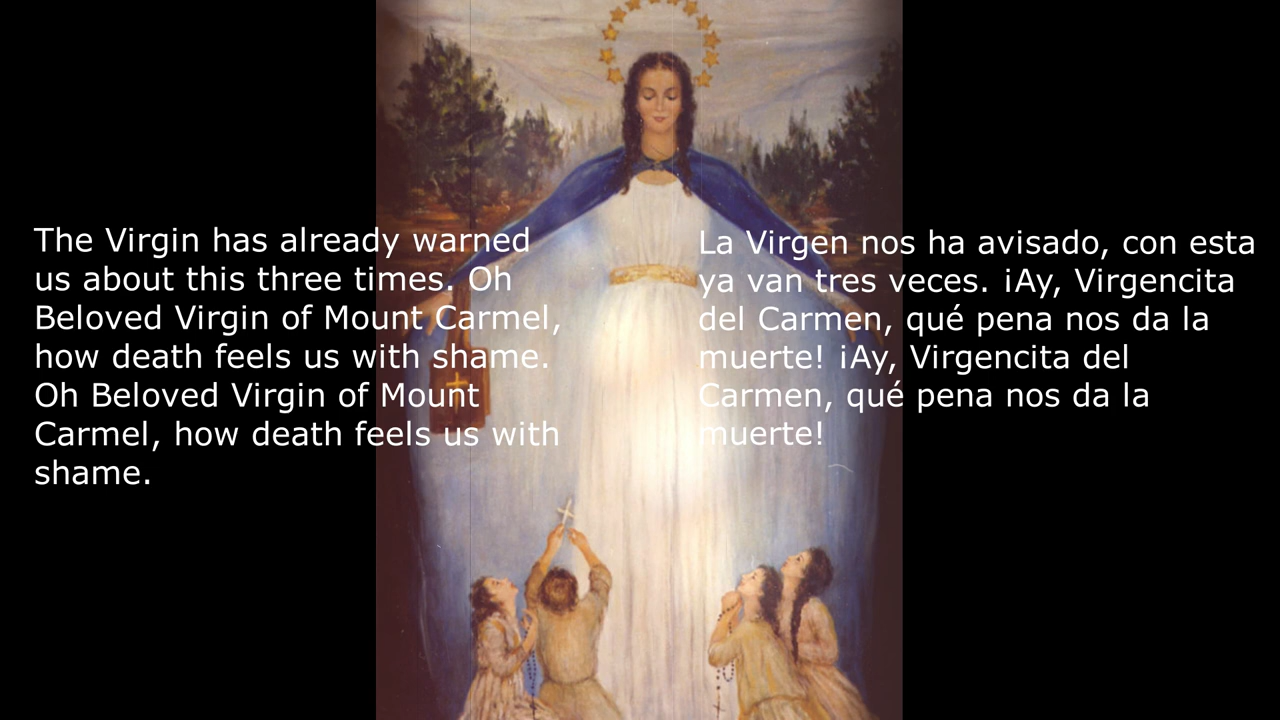 The Virgin has already warned
us about this three times. Oh
Beloved Virgin of Mount Carmel,
how death feels us with shame.
Oh Beloved Virgin of Mount
Carmel, how death feels us with
shame.
La Virgen nos ha avisado, con esta
ya van tres veces. ¡Ay, Virgencita
del Carmen, qué pena nos da la
muerte! ¡Ay, Virgencita del
Carmen, qué pena nos da la
muerte!